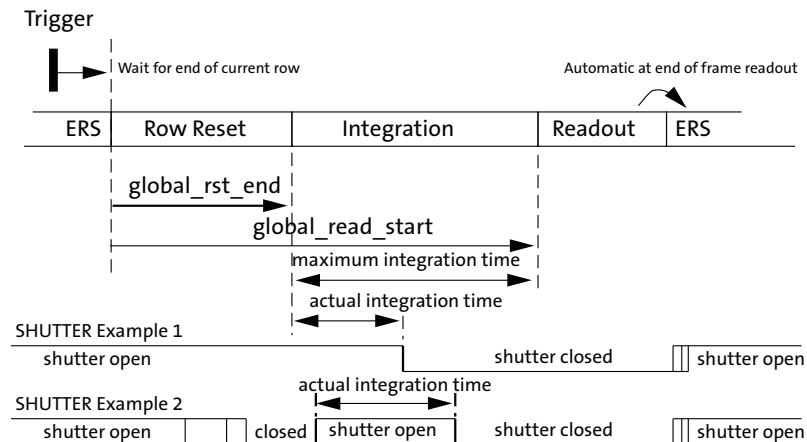 Trigger
Wait for end of current row
Automatic at end of frame readout
ERS Row Reset Integration Readout ERS
global_rst_end
global_read_start
maximum integration time
actual integration time
SHUTTER Example 1
shutter open shutter closed shutter open
actual integration time
SHUTTER Example 2
shutter open closed shutter open shutter closed shutter open